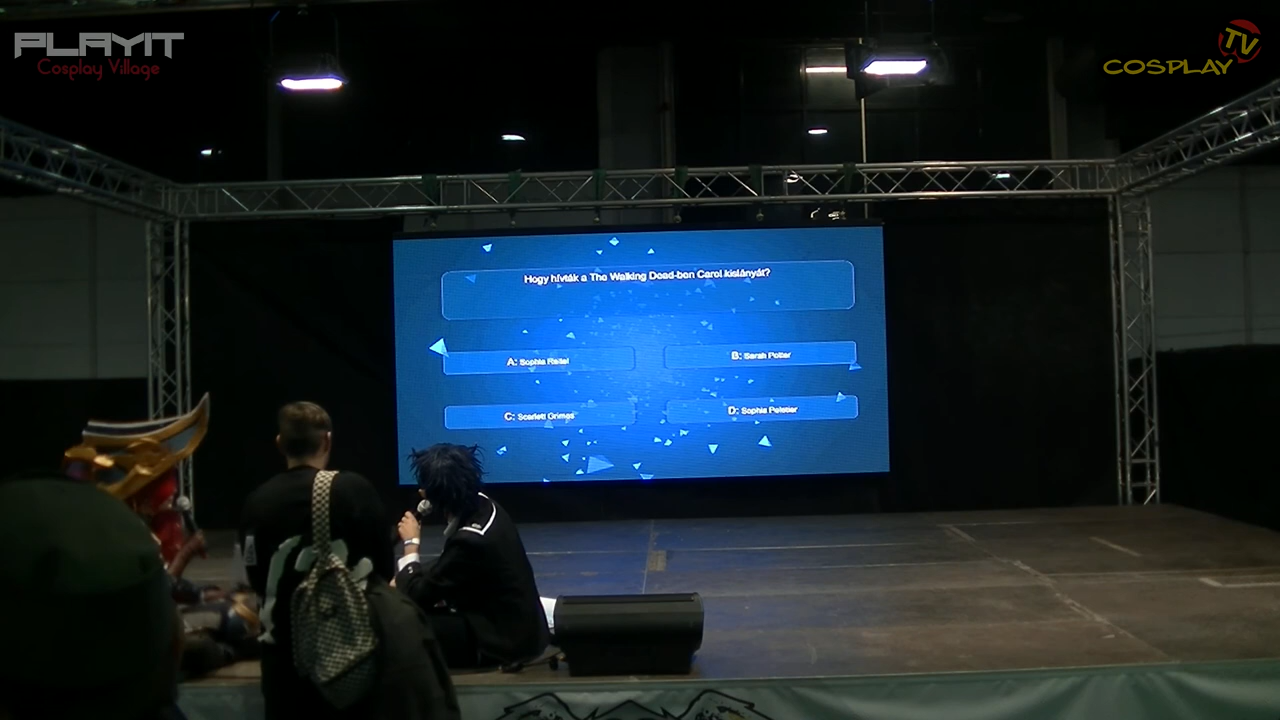 PLAYIT
Cosplay Village
TV
COSPLAY
Hogy hívták a The Walking Dead-ben Carol kislányát?
A: Sophia Reitel
B: Sarah Potter
C: Scarlett Grimes
D: Sophia Peletier